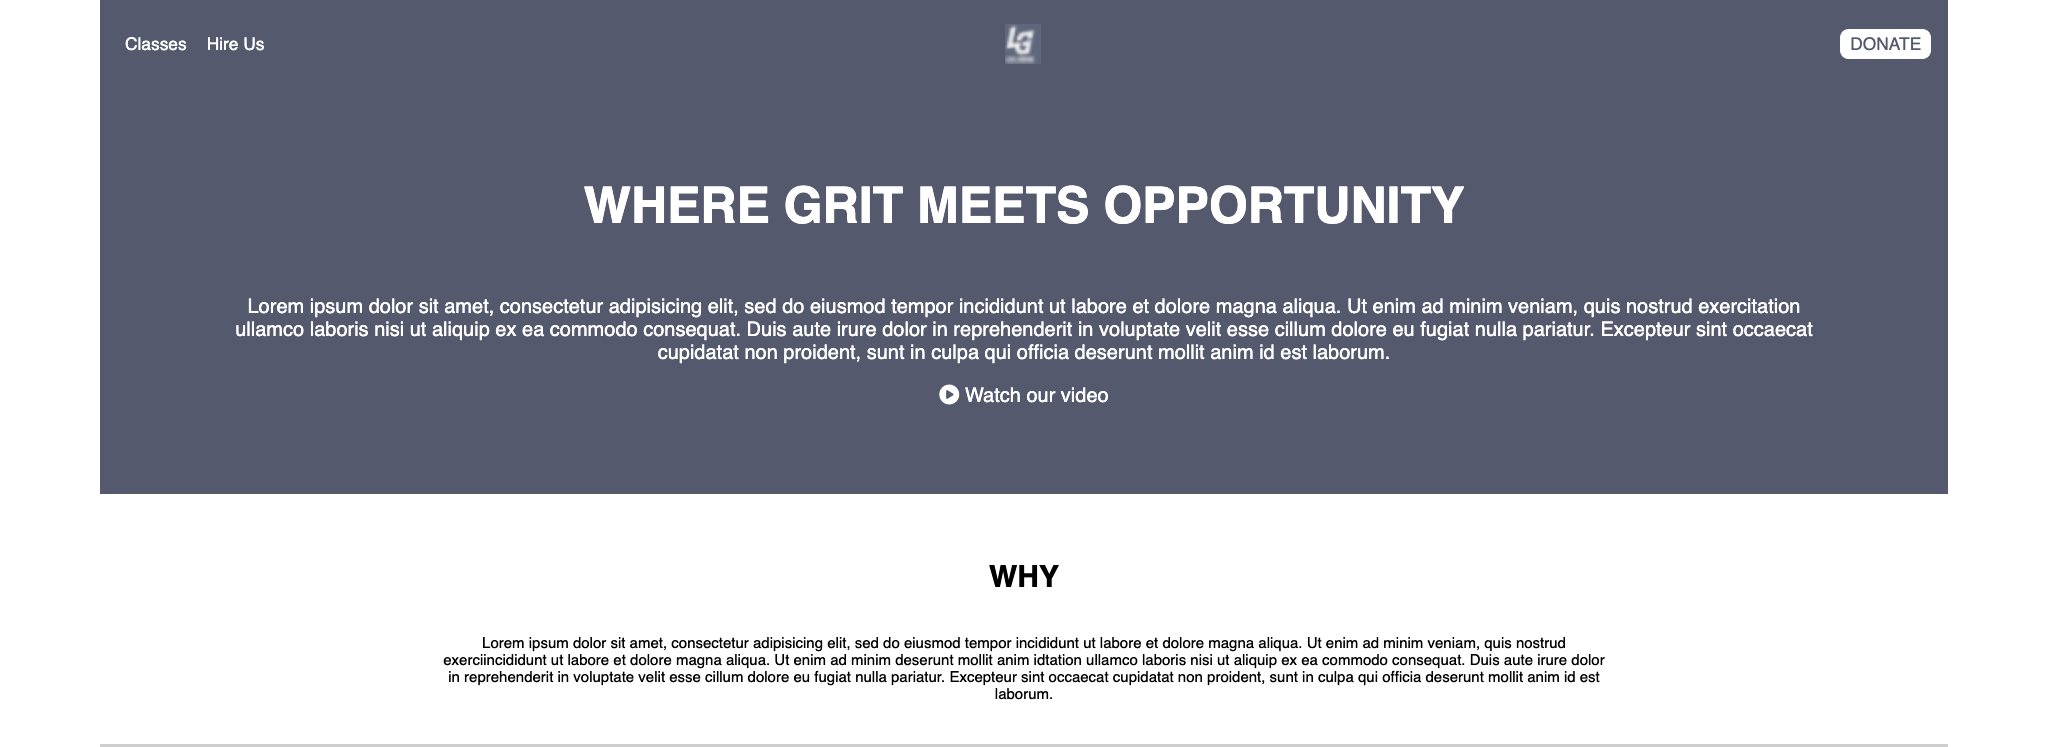 Classes Hire Us LG DONATE
WHERE GRIT MEETS OPPORTUNITY
Lorem ipsum dolor sit amet, consectetur adipisicing elit, sed do eiusmod tempor incididunt ut labore et dolore magna aliqua. Ut enim ad minim veniam, quis nostrud exercitation
ullamco laboris nisi ut aliquip ex ea commodo consequat. Duis aute irure dolor in reprehenderit in voluptate velit esse cillum dolore eu fugiat nulla pariatur. Excepteur sint occaecat
cupidatat non proident, sunt in culpa qui officia deserunt mollit anim id est laborum.
Watch our video
WHY
Lorem ipsum dolor sit amet, consectetur adipisicing elit, sed do eiusmod tempor incididunt ut labore et dolore magna aliqua. Ut enim ad minim veniam, quis nostrud
exerciincididunt ut labore et dolore magna aliqua. Ut enim ad minim deserunt mollit anim idtation ullamco laboris nisi ut aliquip ex ea commodo consequat. Duis aute irure dolor
in reprehenderit in voluptate velit esse cillum dolore eu fugiat nulla pariatur. Excepteur sint occaecat cupidatat non proident, sunt in culpa qui officia deserunt mollit anim id est
laborum.